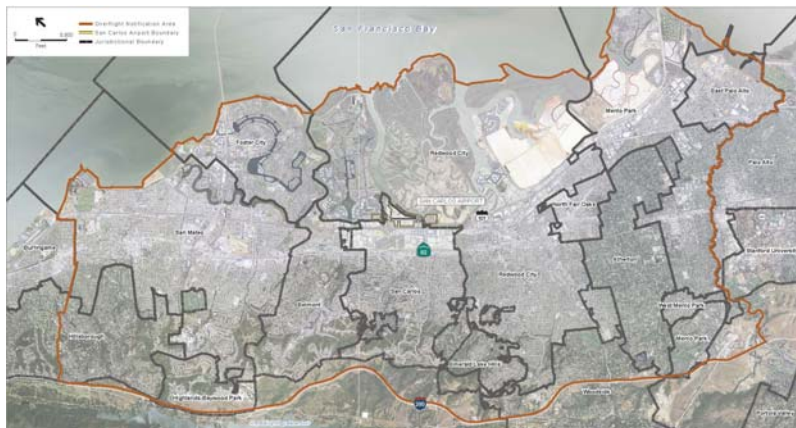 Overflight Notification Area
San Carlos Airport Boundary
Jurisdictional Boundary
0
Feet
San Francisco Bay
East Palo Alto
Menlo Park
Foster City
Redwood City
Palo Alto
SAN CARLOS AIRPORT
North Fair Oaks
101
San Mateo
Burlingame
82
Stanford University
Atherton
Redwood City
San Carlos
Belmont
West Menlo Park
Hillsborough
Menlo Park
Emerald Lake Hills
Highlands-Baywood Park
Woodside
280
Portola Valley